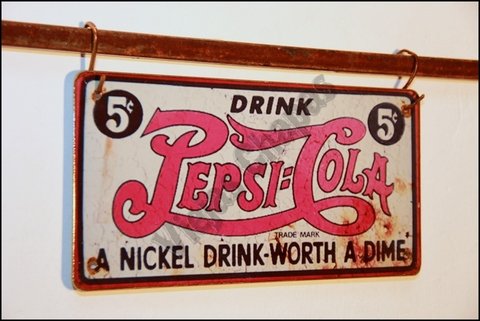 5¢ DRINK 5¢
PEPSI=COLA
TRADE MARK
A NICKEL DRINK-WORTH A DIME